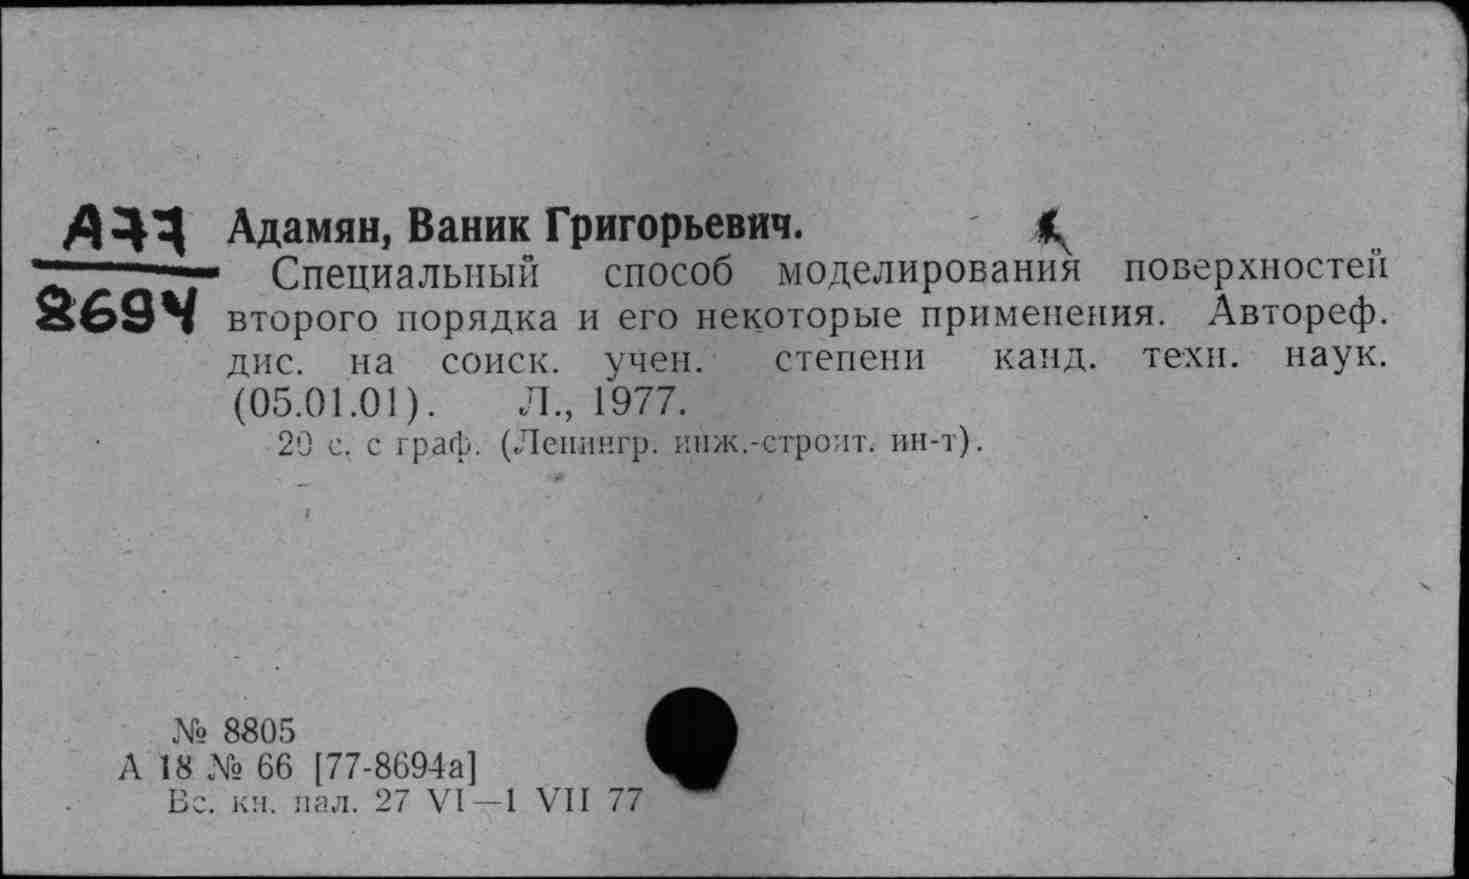 А77 Адамян, Ваник Григорьевич.
8694
Специальный способ моделирования поверхностей
второго порядка и его некоторые применения. Автореф.
дис. на соиск. учен. степени канд. техн. наук.
(05.01.01). Л., 1977.
20 с. с граф. (Ленингр. инж.-строит. ин-т).
№ 8805
А 18 № 66 [77-8694а]
Вс. кн. пал. 27 VI—1 VII 77